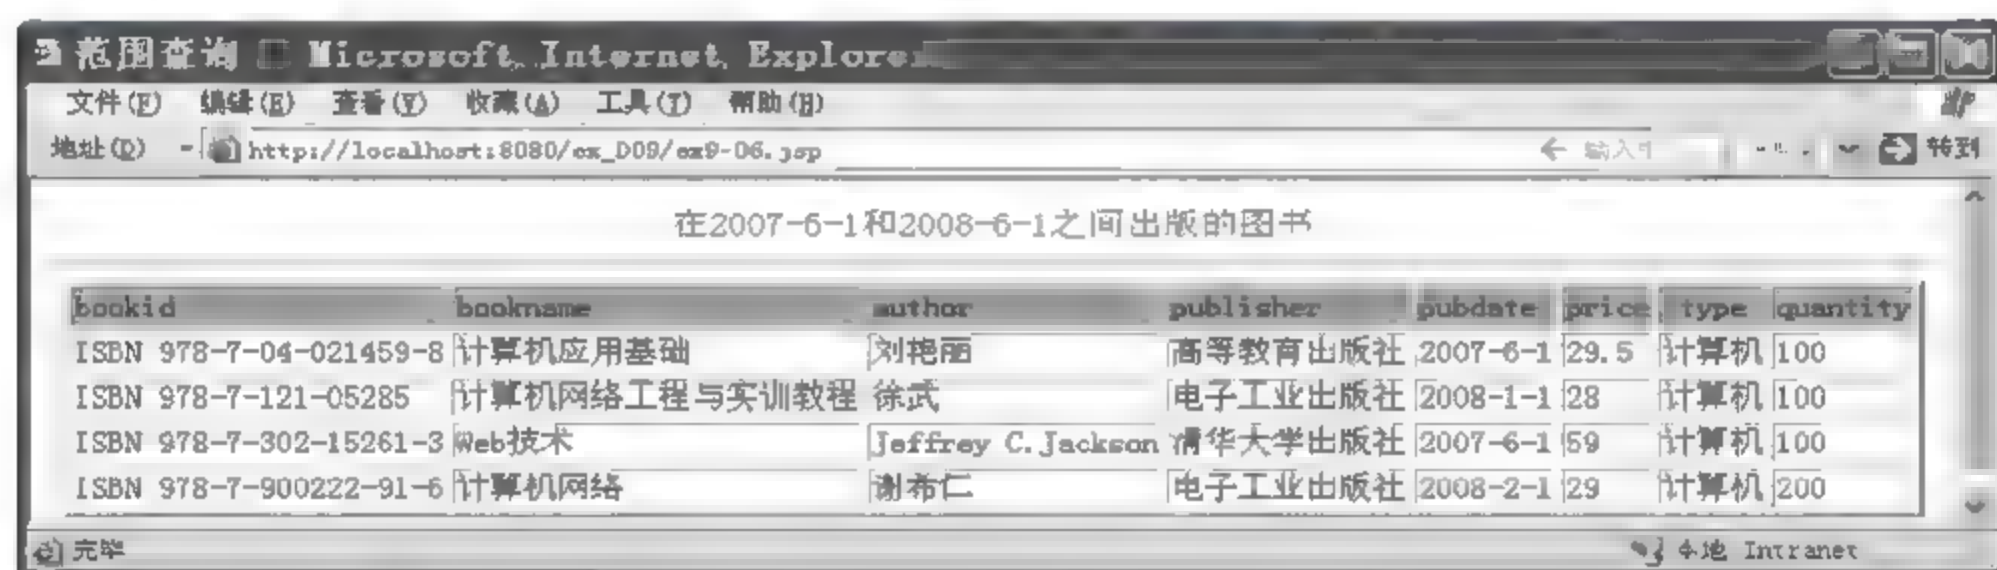 范围查询 Microsoft Internet Explorer
文件(F) 编辑(E) 查看(V) 收藏(A) 工具(T) 帮助(H)
地址(D) http://localhost:8080/ex_D09/ex9-06.jsp 输入 转到
在2007-6-1和2008-6-1之间出版的图书
bookid bookname author publisher pubdate price type quantity
ISBN 978-7-04-021459-8 计算机应用基础 刘艳丽 高等教育出版社 2007-6-1 29.5 计算机 100
ISBN 978-7-121-05285 计算机网络工程与实训教程 徐武 电子工业出版社 2008-1-1 28 计算机 100
ISBN 978-7-302-15261-3 Web技术 Jeffrey C.Jackson 清华大学出版社 2007-6-1 59 计算机 100
ISBN 978-7-900222-91-6 计算机网络 谢希仁 电子工业出版社 2008-2-1 29 计算机 200
完毕 本地 Intranet